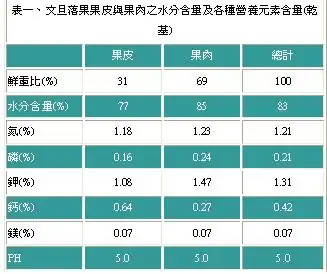 表一、文旦落果果皮與果肉之水分含量及各種營養元素含量(乾
基)
果皮 果肉 總計
鮮重比(%) 31 69 100
水分含量(%) 77 85 83
氮(%) 1.18 1.23 1.21
磷(%) 0.16 0.24 0.21
鉀(%) 1.08 1.47 1.31
鈣(%) 0.64 0.27 0.42
鎂(%) 0.07 0.07 0.07
PH 5.0 5.0 5.0